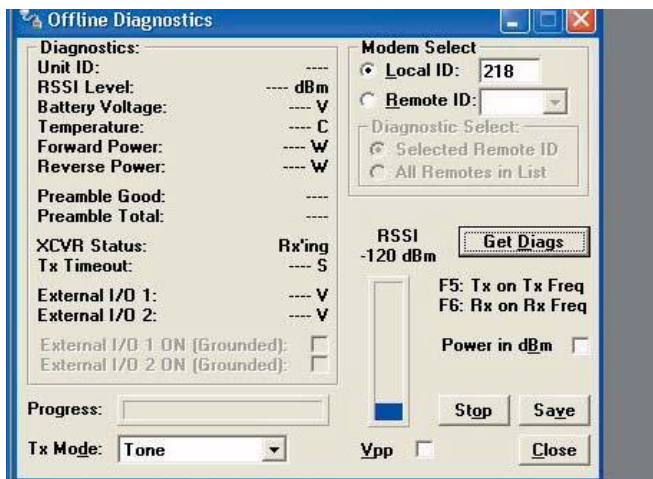 Offline Diagnostics
Diagnostics:
Unit ID: ----
RSSI Level: ---- dBm
Battery Voltage: ---- V
Temperature: ---- C
Forward Power: ---- W
Reverse Power: ---- W
Preamble Good: ----
Preamble Total: ----
XCVR Status: Rx'ing
Tx Timeout: ---- S
External I/O 1: ---- V
External I/O 2: ---- V
External I/O 1 ON (Grounded):
External I/O 2 ON (Grounded):
Progress:
Tx Mode: Tone
Modem Select
Local ID: 218
Remote ID:
Diagnostic Select:
Selected Remote ID
All Remotes in List
RSSI
-120 dBm
Get Diags
F5: Tx on Tx Freq
F6: Rx on Rx Freq
Power in dBm
Stop
Save
Vpp
Close